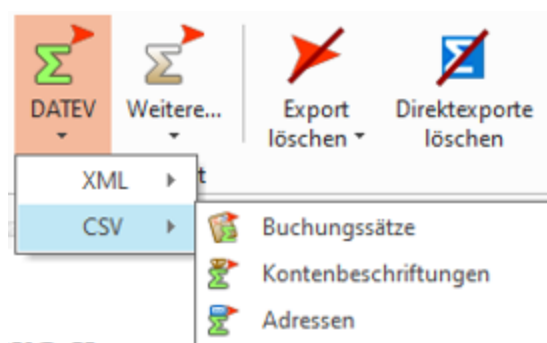 DATEV
Weitere...
Export
löschen
Direktexporte
löschen
XML
CSV
Buchungssätze
Kontenbeschriftungen
Adressen